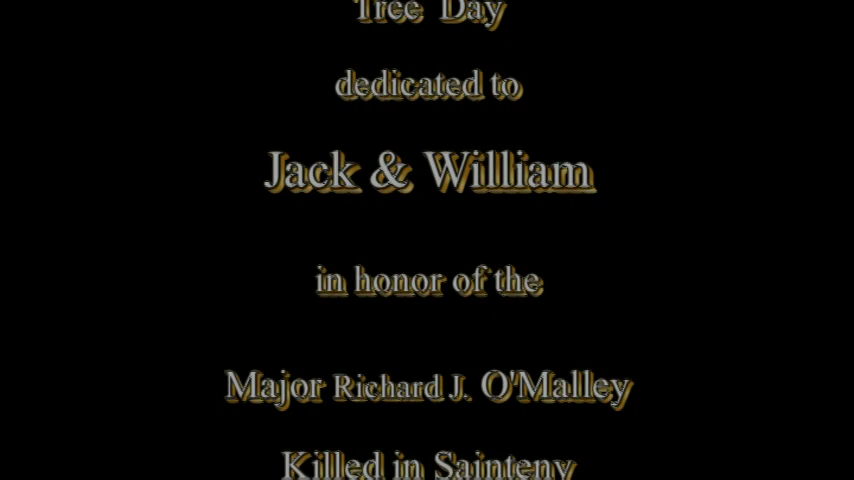 Tree Day
dedicated to
Jack & William
in honor of the
Major Richard J. O'Malley
Killed in Sainteny